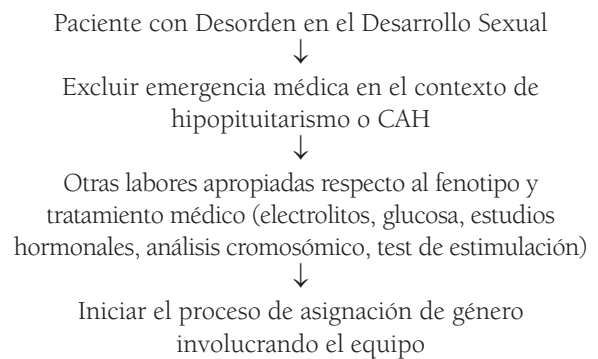 Paciente con Desorden en el Desarrollo Sexual
↓
Excluir emergencia médica en el contexto de
hipopituitarismo o CAH
↓
Otras labores apropiadas respecto al fenotipo y
tratamiento médico (electrolitos, glucosa, estudios
hormonales, análisis cromosómico, test de estimulación)
↓
Iniciar el proceso de asignación de género
involucrando el equipo